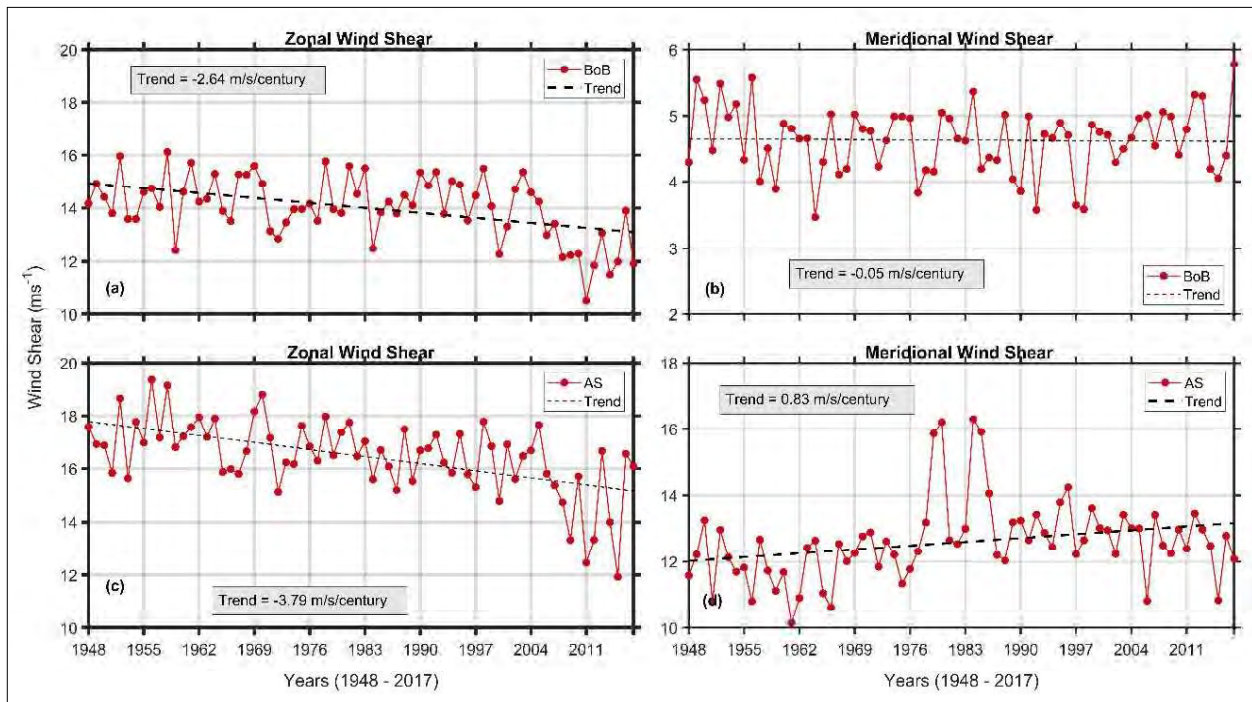 Zonal Wind Shear
Trend = -2.64 m/s/century
BoB
Trend
20
18
16
14
12
10
(a)
Meridional Wind Shear
BoB
Trend
Trend = -0.05 m/s/century
6
5
4
3
2
(b)
Wind Shear (ms⁻¹)
Zonal Wind Shear
AS
Trend
Trend = -3.79 m/s/century
20
18
16
14
12
10
(c)
1948 1955 1962 1969 1976 1983 1990 1997 2004 2011
Years (1948 - 2017)
Meridional Wind Shear
Trend = 0.83 m/s/century
AS
Trend
18
16
14
12
10
(d)
1948 1955 1962 1969 1976 1983 1990 1997 2004 2011
Years (1948 - 2017)